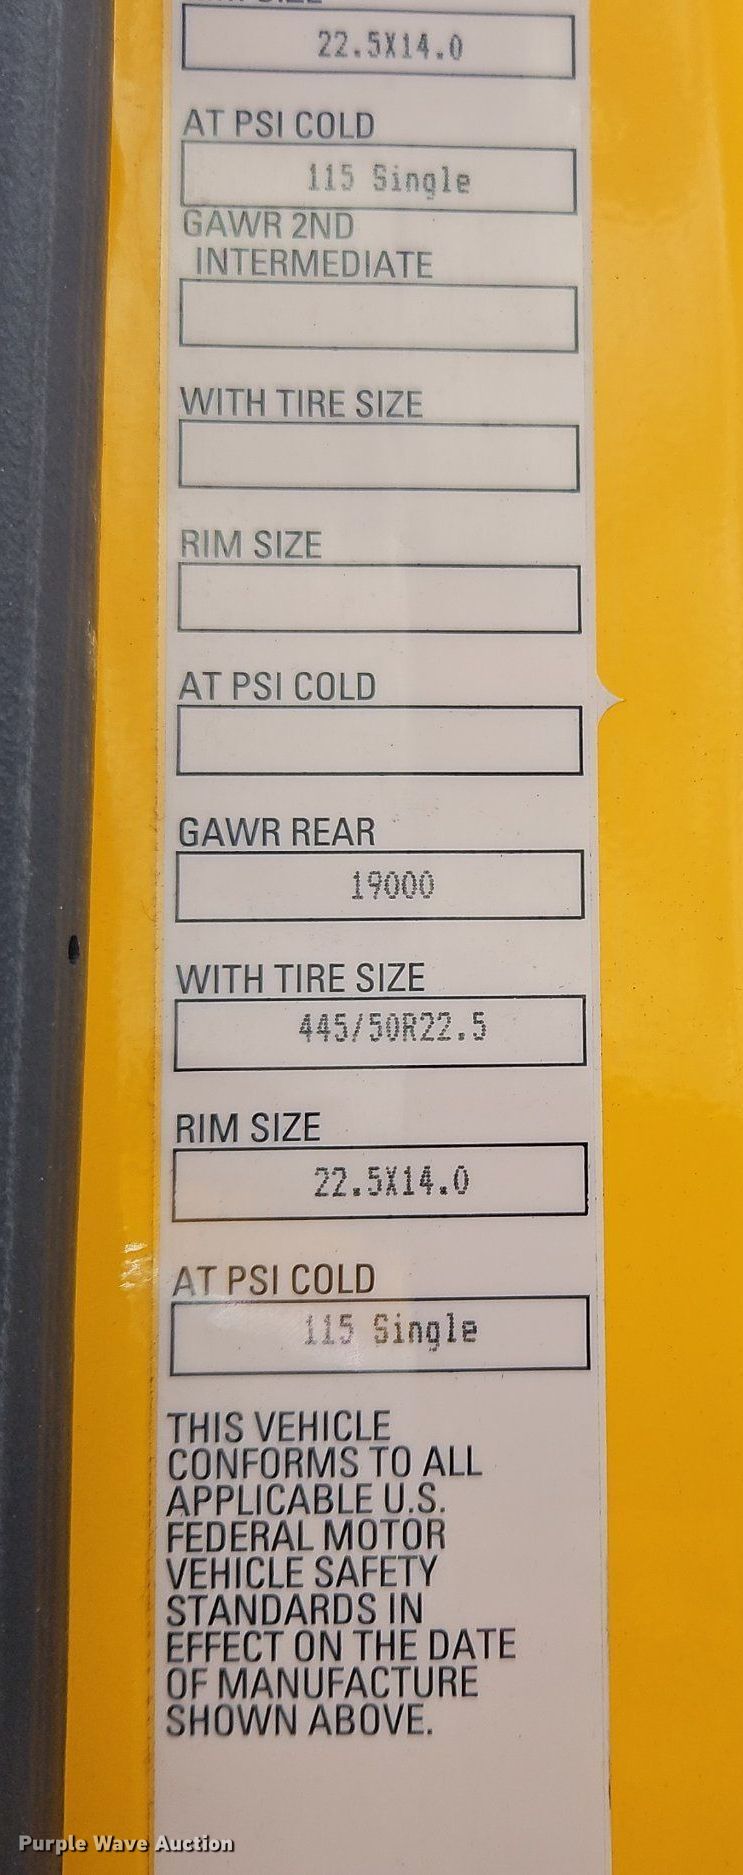 RIM SIZE
22.5X14.0
AT PSI COLD
115 Single
GAWR 2ND
INTERMEDIATE
WITH TIRE SIZE
RIM SIZE
AT PSI COLD
GAWR REAR
19000
WITH TIRE SIZE
445/50R22.5
RIM SIZE
22.5X14.0
AT PSI COLD
115 Single
THIS VEHICLE
CONFORMS TO ALL
APPLICABLE U.S.
FEDERAL MOTOR
VEHICLE SAFETY
STANDARDS IN
EFFECT ON THE DATE
OF MANUFACTURE
SHOWN ABOVE.
Purple Wave Auction